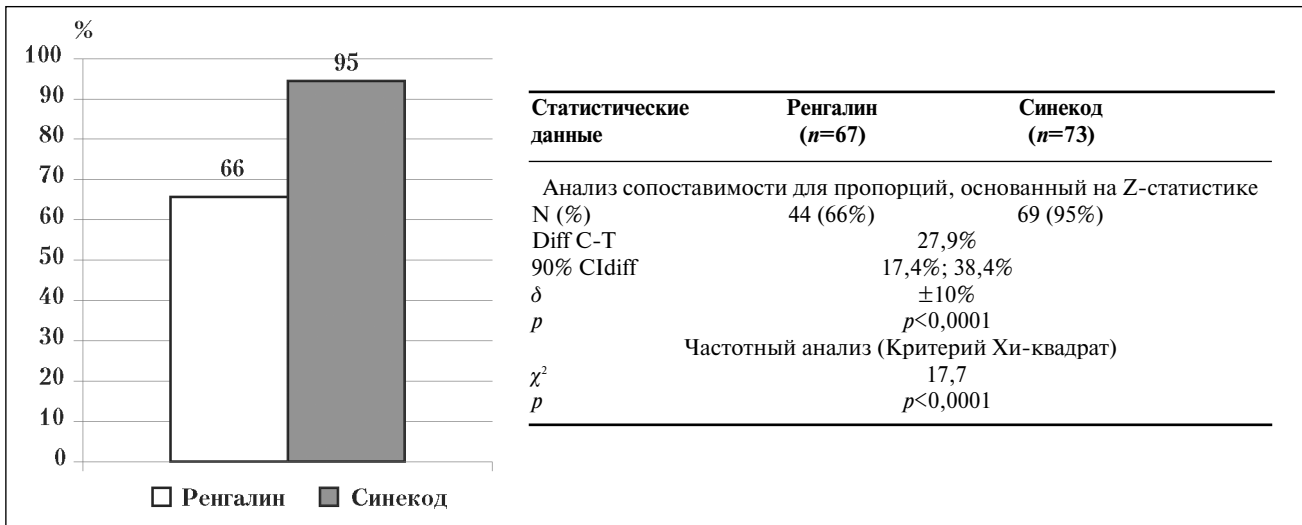 %
100
90
80
70
60
50
40
30
20
10
0
66
95
Ренгалин Синекод
Статистические Ренгалин Синекод
данные (n=67) (n=73)
Анализ сопоставимости для пропорций, основанный на Z-статистике
N (%) 44 (66%) 69 (95%)
Diff C-T 27,9%
90% CIdiff 17,4%; 38,4%
δ ±10%
p p<0,0001
Частотный анализ (Критерий Хи-квадрат)
χ² 17,7
p p<0,0001